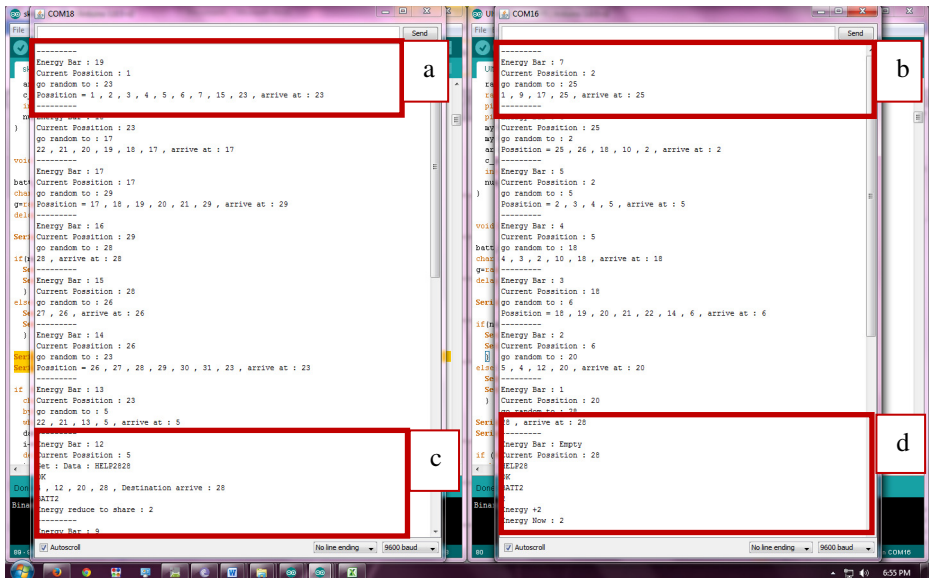 COM18
File
Send
---------
Energy Bar : 19
Current Possition : 1
go random to : 23
Possition = 1 , 2 , 3 , 4 , 5 , 6 , 7 , 15 , 23 , arrive at : 23
---------
Current Possition : 23
go random to : 17
22 , 21 , 20 , 19 , 18 , 17 , arrive at : 17
---------
Energy Bar : 17
Current Possition : 17
go random to : 29
Possition = 17 , 18 , 19 , 20 , 21 , 29 , arrive at : 29
---------
Energy Bar : 16
Current Possition : 29
go random to : 28
28 , arrive at : 28
---------
Energy Bar : 15
Current Possition : 28
go random to : 26
27 , 26 , arrive at : 26
---------
Energy Bar : 14
Current Possition : 26
go random to : 23
Possition = 26 , 27 , 28 , 29 , 30 , 31 , 23 , arrive at : 23
---------
Energy Bar : 13
Current Possition : 23
go random to : 5
22 , 21 , 13 , 5 , arrive at : 5
---------
Energy Bar : 12
Current Possition : 5
Get : Data : HELP2828
OK
, 12 , 20 , 28 , Destination arrive : 28
BATT2
Energy reduce to share : 2
---------
Energy Bar : 9
Autoscroll
No line ending
9600 baud
a
c
COM16
File
Send
---------
Energy Bar : 7
Current Possition : 2
go random to : 25
1 , 9 , 17 , 25 , arrive at : 25
---------
Current Possition : 25
go random to : 2
Possition = 25 , 26 , 18 , 10 , 2 , arrive at : 2
---------
Energy Bar : 5
Current Possition : 2
go random to : 5
Possition = 2 , 3 , 4 , 5 , arrive at : 5
---------
Energy Bar : 4
Current Possition : 5
go random to : 18
4 , 3 , 2 , 10 , 18 , arrive at : 18
---------
Energy Bar : 3
Current Possition : 18
go random to : 6
Possition = 18 , 19 , 20 , 21 , 22 , 14 , 6 , arrive at : 6
---------
Energy Bar : 2
Current Possition : 6
go random to : 20
5 , 4 , 12 , 20 , arrive at : 20
---------
Energy Bar : 1
Current Possition : 20
go random to : 28
28 , arrive at : 28
---------
Energy Bar : Empty
Current Possition : 28
HELP28
OK
BATT2
2
Energy +2
Energy Now : 2
Autoscroll
No line ending
9600 baud
b
d
80
n COM16
6:55 PM